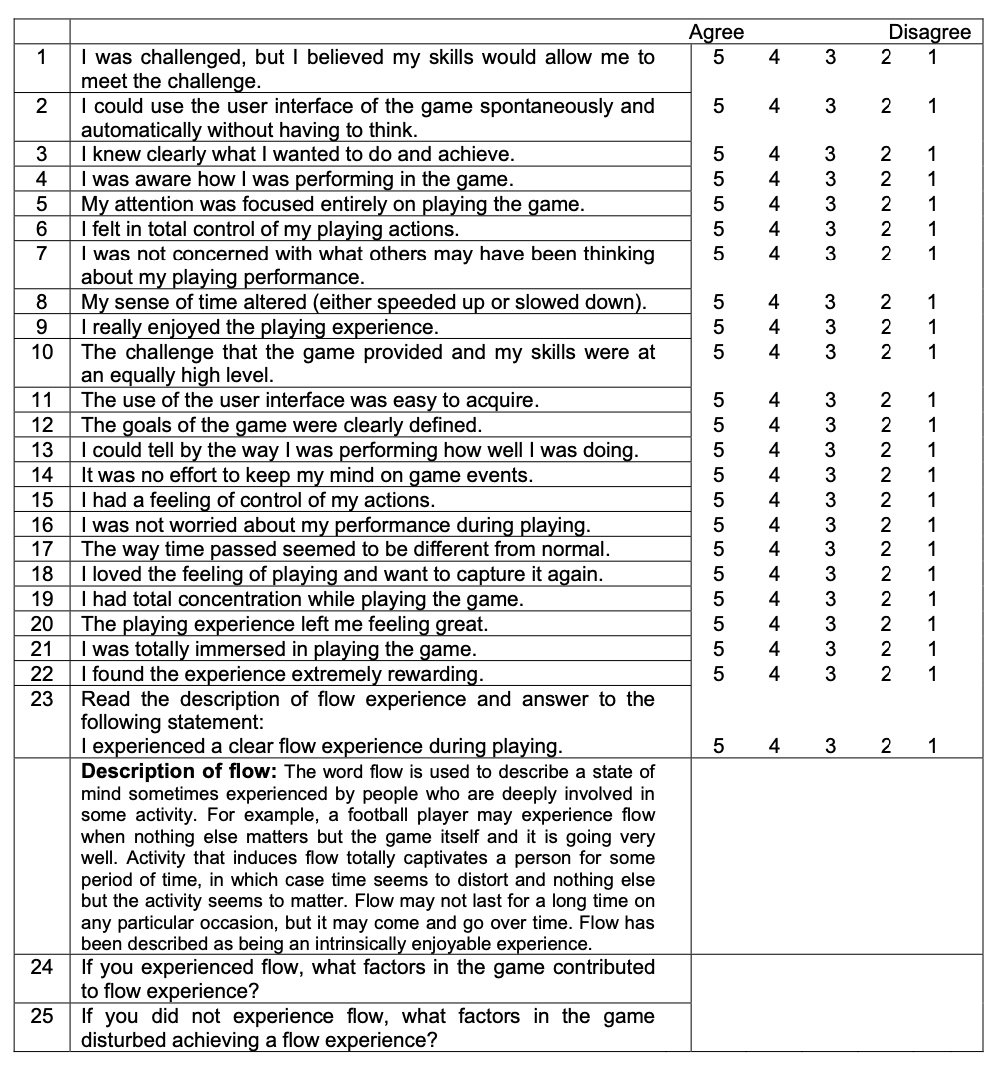 Agree Disagree
1 I was challenged, but I believed my skills would allow me to 5 4 3 2 1
meet the challenge.
2 I could use the user interface of the game spontaneously and 5 4 3 2 1
automatically without having to think.
3 I knew clearly what I wanted to do and achieve. 5 4 3 2 1
4 I was aware how I was performing in the game. 5 4 3 2 1
5 My attention was focused entirely on playing the game. 5 4 3 2 1
6 I felt in total control of my playing actions. 5 4 3 2 1
7 I was not concerned with what others may have been thinking 5 4 3 2 1
about my playing performance.
8 My sense of time altered (either speeded up or slowed down). 5 4 3 2 1
9 I really enjoyed the playing experience. 5 4 3 2 1
10 The challenge that the game provided and my skills were at 5 4 3 2 1
an equally high level.
11 The use of the user interface was easy to acquire. 5 4 3 2 1
12 The goals of the game were clearly defined. 5 4 3 2 1
13 I could tell by the way I was performing how well I was doing. 5 4 3 2 1
14 It was no effort to keep my mind on game events. 5 4 3 2 1
15 I had a feeling of control of my actions. 5 4 3 2 1
16 I was not worried about my performance during playing. 5 4 3 2 1
17 The way time passed seemed to be different from normal. 5 4 3 2 1
18 I loved the feeling of playing and want to capture it again. 5 4 3 2 1
19 I had total concentration while playing the game. 5 4 3 2 1
20 The playing experience left me feeling great. 5 4 3 2 1
21 I was totally immersed in playing the game. 5 4 3 2 1
22 I found the experience extremely rewarding. 5 4 3 2 1
23 Read the description of flow experience and answer to the
following statement:
I experienced a clear flow experience during playing. 5 4 3 2 1
Description of flow: The word flow is used to describe a state of
mind sometimes experienced by people who are deeply involved in
some activity. For example, a football player may experience flow
when nothing else matters but the game itself and it is going very
well. Activity that induces flow totally captivates a person for some
period of time, in which case time seems to distort and nothing else
but the activity seems to matter. Flow may not last for a long time on
any particular occasion, but it may come and go over time. Flow has
been described as being an intrinsically enjoyable experience.
24 If you experienced flow, what factors in the game contributed
to flow experience?
25 If you did not experience flow, what factors in the game
disturbed achieving a flow experience?